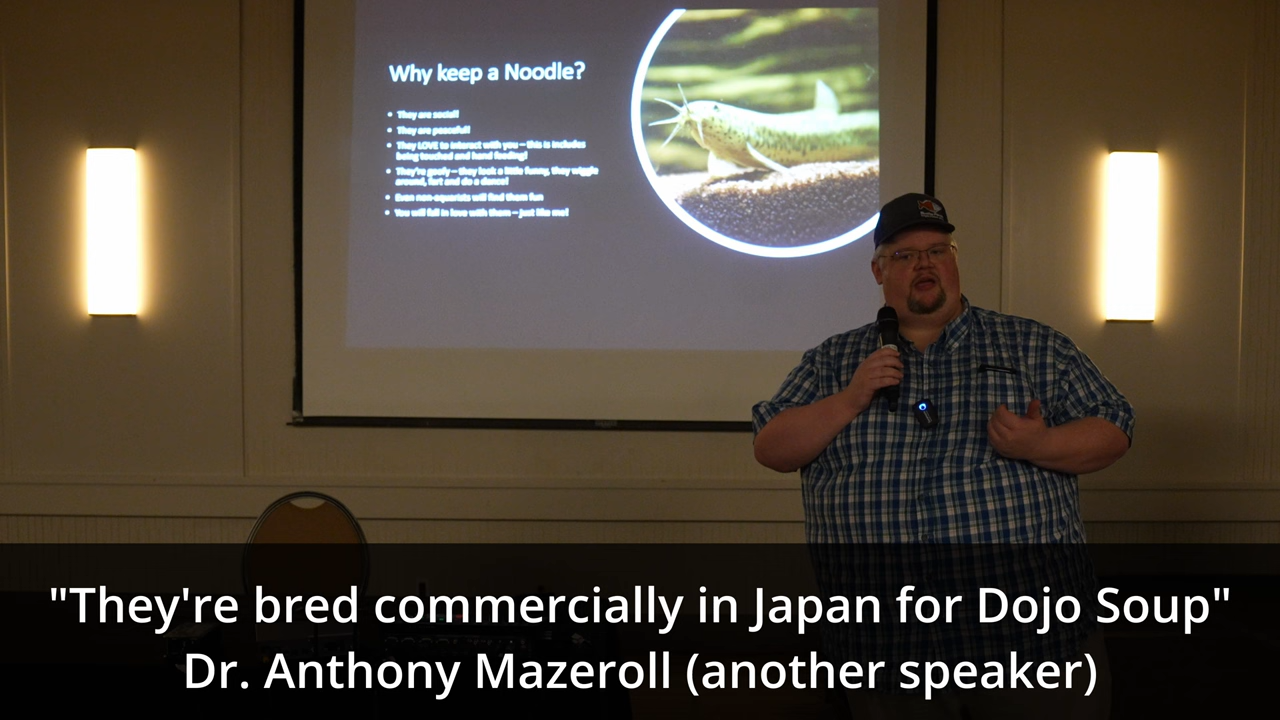 Why keep a Noodle?
• They are social!
• They are peaceful!
• They LOVE to interact with you – this is includes
being touched and hand feeding!
• They're goofy – they look a little funny, they wiggle
around, fart and do a dance!
• Even non-aquarists will find them fun
• You will fall in love with them – just like me!
"They're bred commercially in Japan for Dojo Soup"
Dr. Anthony Mazeroll (another speaker)